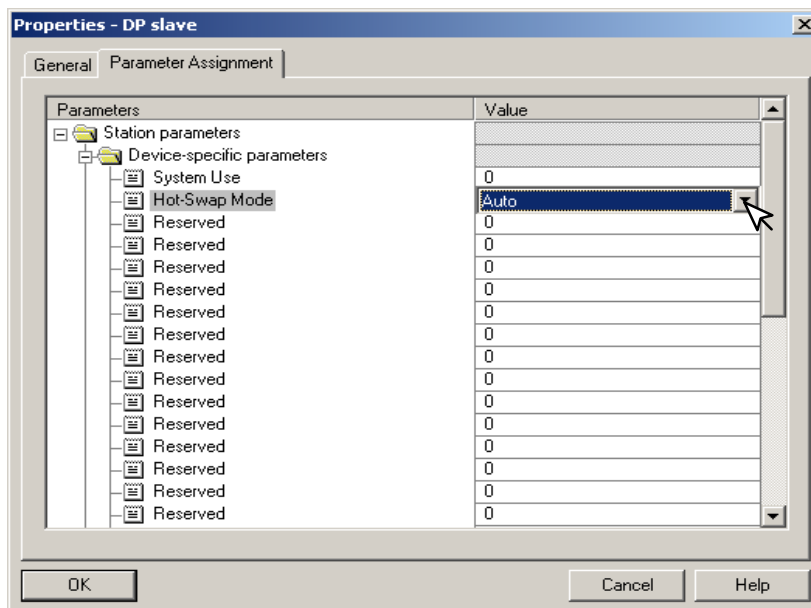 Properties - DP slave
General Parameter Assignment
Parameters Value
Station parameters
Device-specific parameters
System Use 0
Hot-Swap Mode Auto
Reserved 0
Reserved 0
Reserved 0
Reserved 0
Reserved 0
Reserved 0
Reserved 0
Reserved 0
Reserved 0
Reserved 0
Reserved 0
Reserved 0
Reserved 0
Reserved 0
OK Cancel Help